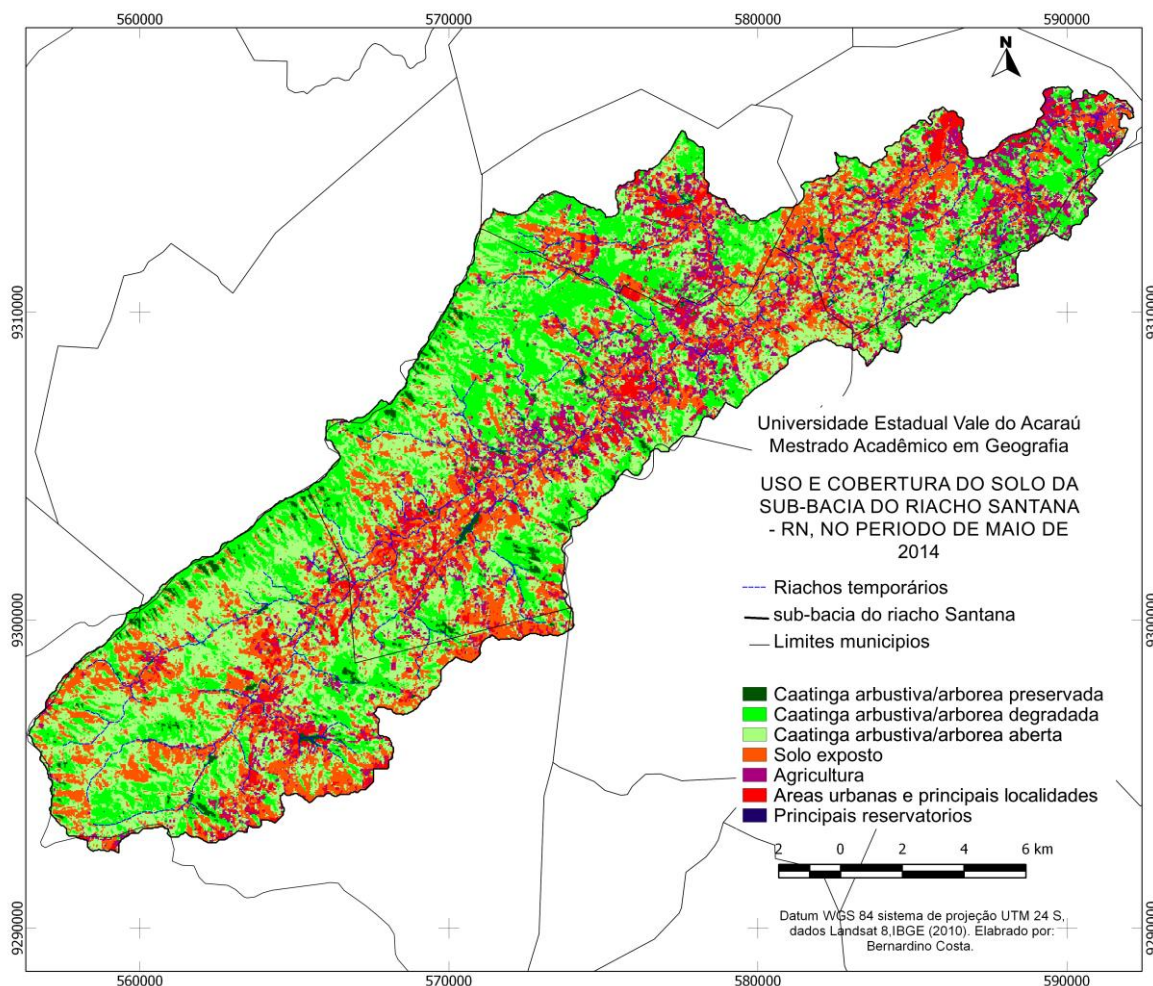 560000
570000
580000
590000
N
9310000
9310000
Universidade Estadual Vale do Acaraú
Mestrado Acadêmico em Geografia
USO E COBERTURA DO SOLO DA
SUB-BACIA DO RIACHO SANTANA
- RN, NO PERIODO DE MAIO DE
2014
Riachos temporários
sub-bacia do riacho Santana
Limites municipios
9300000
9300000
Caatinga arbustiva/arborea preservada
Caatinga arbustiva/arborea degradada
Caatinga arbustiva/arborea aberta
Solo exposto
Agricultura
Areas urbanas e principais localidades
Principais reservatorios
2 0 2 4 6 km
Datum WGS 84 sistema de projeção UTM 24 S,
dados Landsat 8,IBGE (2010). Elabrado por:
Bernardino Costa.
9290000
9290000
560000
570000
580000
590000